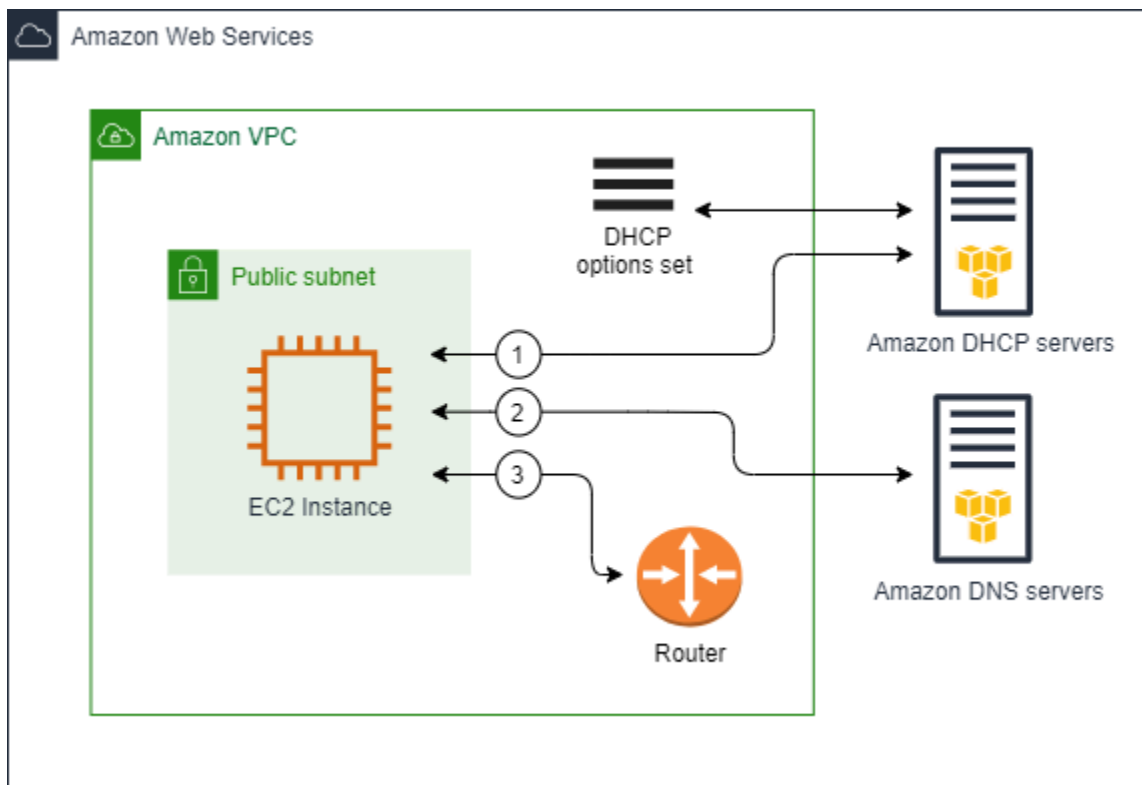 Amazon Web Services
Amazon VPC
DHCP
options set
Public subnet
1
Amazon DHCP servers
2
3
EC2 Instance
Amazon DNS servers
Router